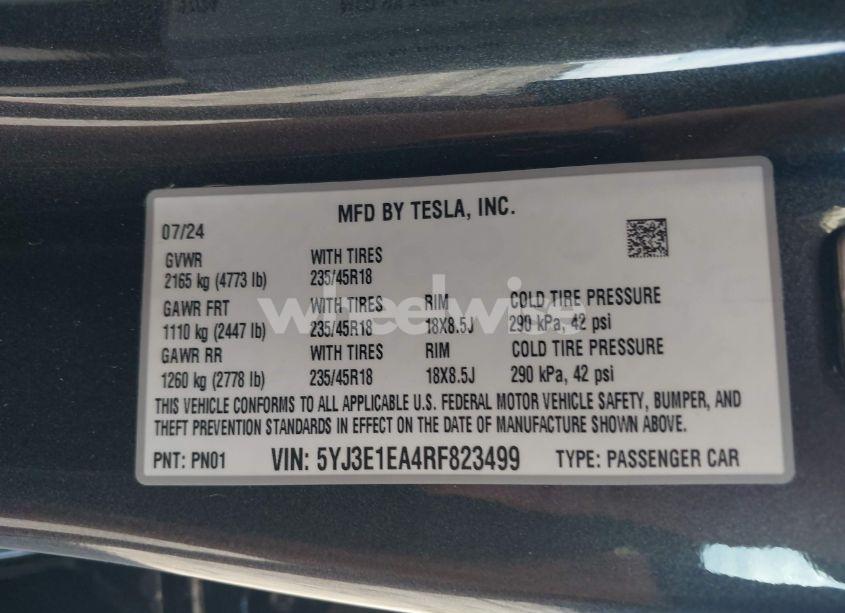 MFD BY TESLA, INC.
07/24
GVWR WITH TIRES
2165 kg (4773 lb) 235/45R18
GAWR FRT WITH TIRES RIM COLD TIRE PRESSURE
1110 kg (2447 lb) 235/45R18 18X8.5J 290 kPa, 42 psi
GAWR RR WITH TIRES RIM COLD TIRE PRESSURE
1260 kg (2778 lb) 235/45R18 18X8.5J 290 kPa, 42 psi
THIS VEHICLE CONFORMS TO ALL APPLICABLE U.S. FEDERAL MOTOR VEHICLE SAFETY, BUMPER, AND
THEFT PREVENTION STANDARDS IN EFFECT ON THE DATE OF MANUFACTURE SHOWN ABOVE.
PNT: PN01 VIN: 5YJ3E1EA4RF823499 TYPE: PASSENGER CAR
wheelwise